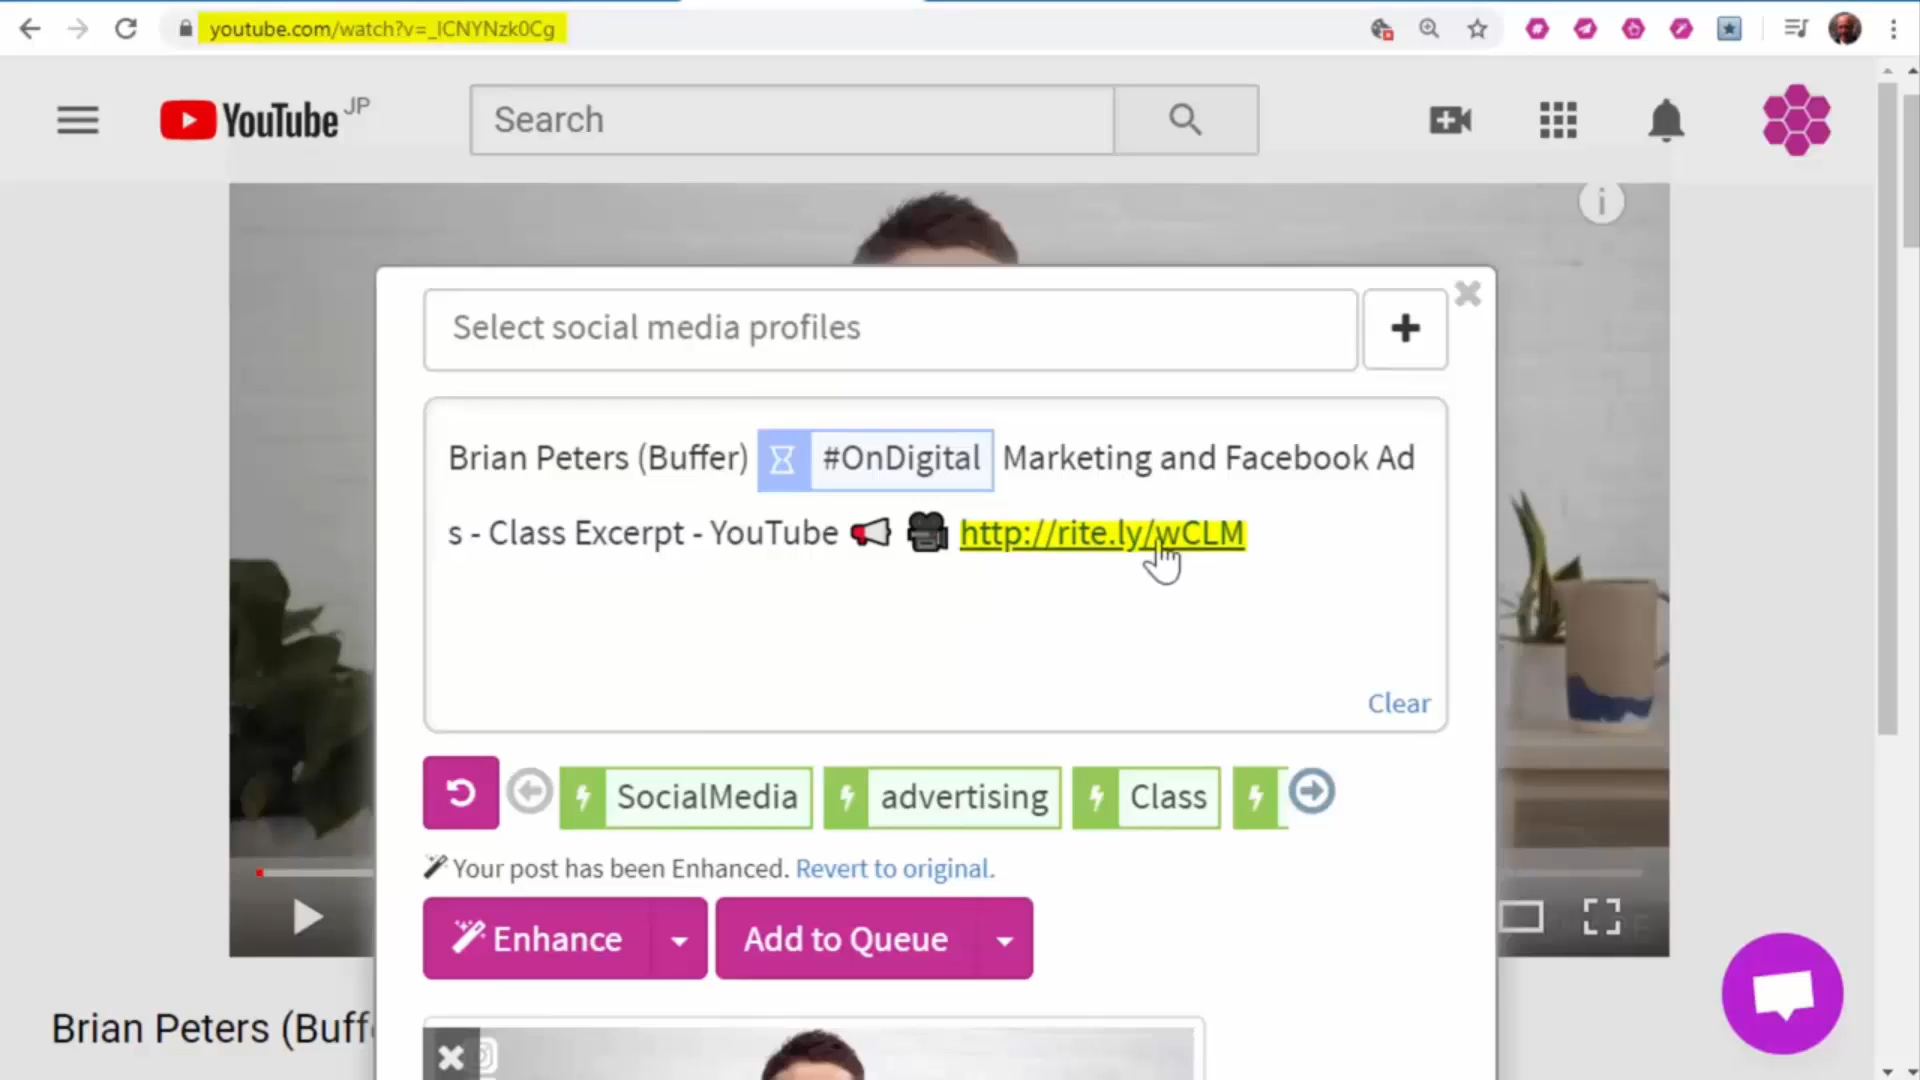 youtube.com/watch?v=_lCNYNzk0Cg
YouTube JP
Search
Select social media profiles
Brian Peters (Buffer) #OnDigital Marketing and Facebook Ad
s - Class Excerpt - YouTube 📢 🎥 http://rite.ly/wCLM
Clear
SocialMedia
advertising
Class
Your post has been Enhanced. Revert to original.
Enhance
Add to Queue
Brian Peters (Buff